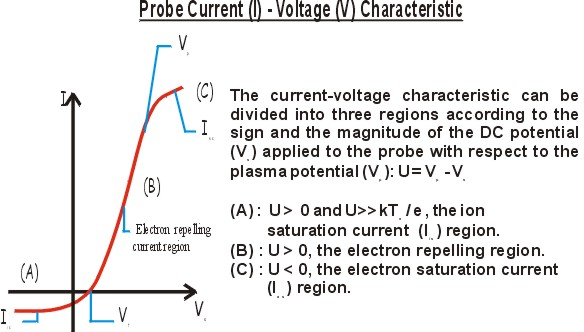 Probe Current (I) - Voltage (V) Characteristic
V
I
(C)
I
(B)
Electron repelling
current region
(A)
I
V
V
The current-voltage characteristic can be
divided into three regions according to the
sign and the magnitude of the DC potential
(V ) applied to the probe with respect to the
plasma potential (V ): U= V - V
(A) : U > 0 and U>> kT /e , the ion
saturation current (I ) region.
(B) : U > 0, the electron repelling region.
(C) : U < 0, the electron saturation current
(I ) region.